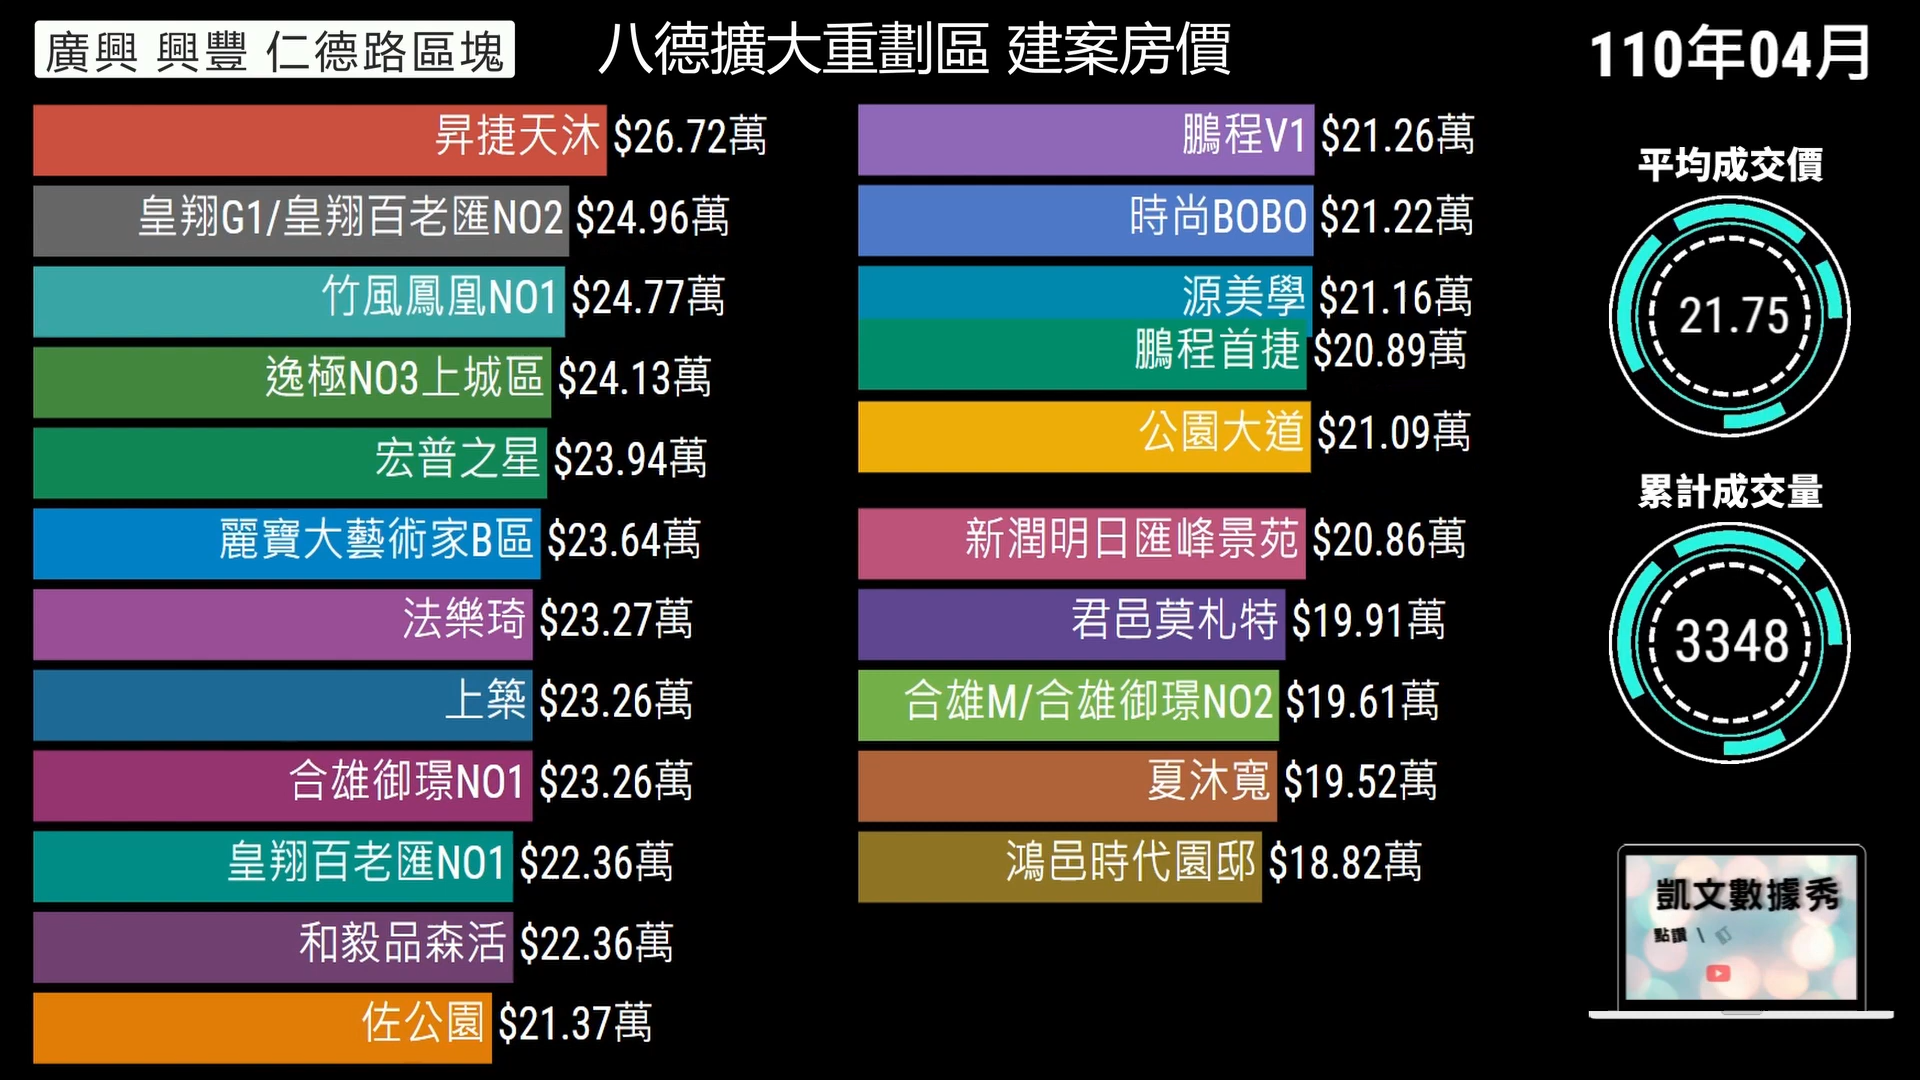 廣興 興豐 仁德路區塊
八德擴大重劃區 建案房價
110年04月
昇捷天沐 $26.72萬
皇翔G1/皇翔百老匯NO2 $24.96萬
竹風鳳凰NO1 $24.77萬
逸極NO3上城區 $24.13萬
宏普之星 $23.94萬
麗寶大藝術家B區 $23.64萬
法樂琦 $23.27萬
上築 $23.26萬
合雄御璟NO1 $23.26萬
皇翔百老匯NO1 $22.36萬
和毅品森活 $22.36萬
佐公園 $21.37萬
鵬程V1 $21.26萬
時尚BOBO $21.22萬
源美學 $21.16萬
鵬程首捷 $20.89萬
公園大道 $21.09萬
新潤明日匯峰景苑 $20.86萬
君邑莫札特 $19.91萬
合雄M/合雄御璟NO2 $19.61萬
夏沐寬 $19.52萬
鴻邑時代園邸 $18.82萬
平均成交價
21.75
累計成交量
3348
凱文數據秀
點讚 \